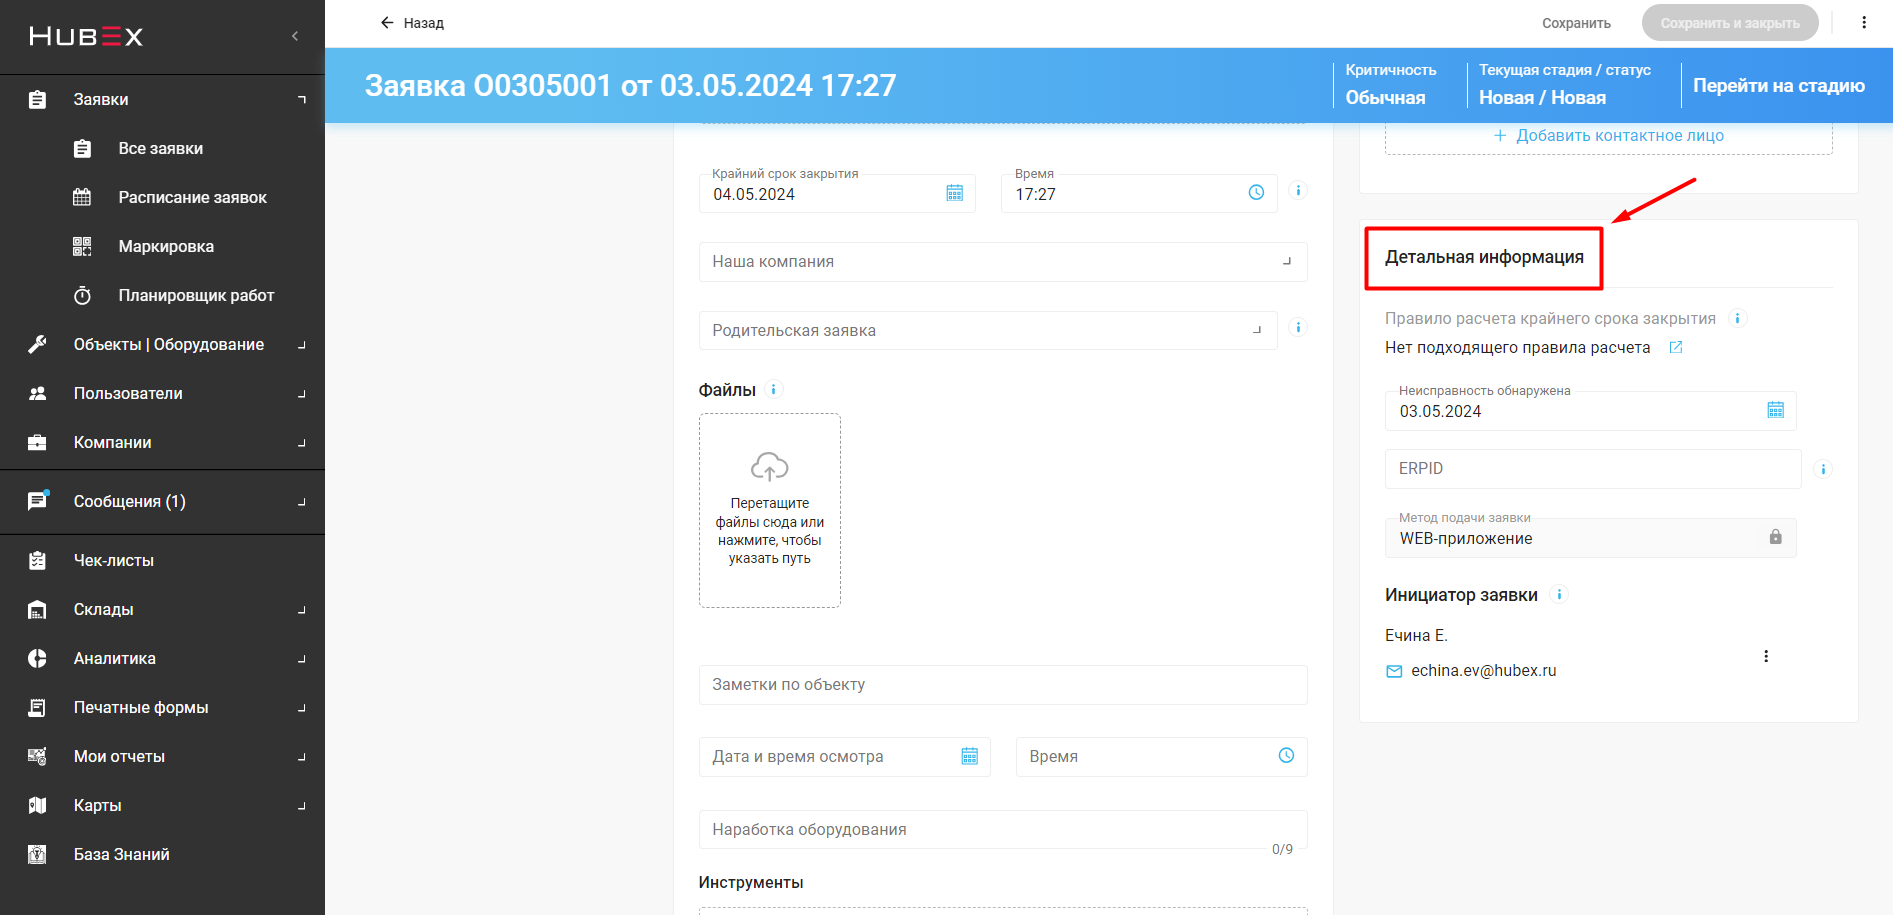 HUBEX
Заявки
Все заявки
Расписание заявок
Маркировка
Планировщик работ
Объекты | Оборудование
Пользователи
Компании
Сообщения (1)
Чек-листы
Склады
Аналитика
Печатные формы
Мои отчеты
Карты
База Знаний
Назад
Сохранить
Сохранить и закрыть
Заявка O0305001 от 03.05.2024 17:27
Критичность
Обычная
Текущая стадия / статус
Новая / Новая
Перейти на стадию
Крайний срок закрытия
04.05.2024
Время
17:27
Наша компания
Родительская заявка
Файлы
Перетащите
файлы сюда или
нажмите, чтобы
указать путь
Заметки по объекту
Дата и время осмотра
Время
Наработка оборудования
0/9
Инструменты
+ Добавить контактное лицо
Детальная информация
Правило расчета крайнего срока закрытия
Нет подходящего правила расчета
Неисправность обнаружена
03.05.2024
ERPID
Метод подачи заявки
WEB-приложение
Инициатор заявки
Ечина Е.
echina.ev@hubex.ru